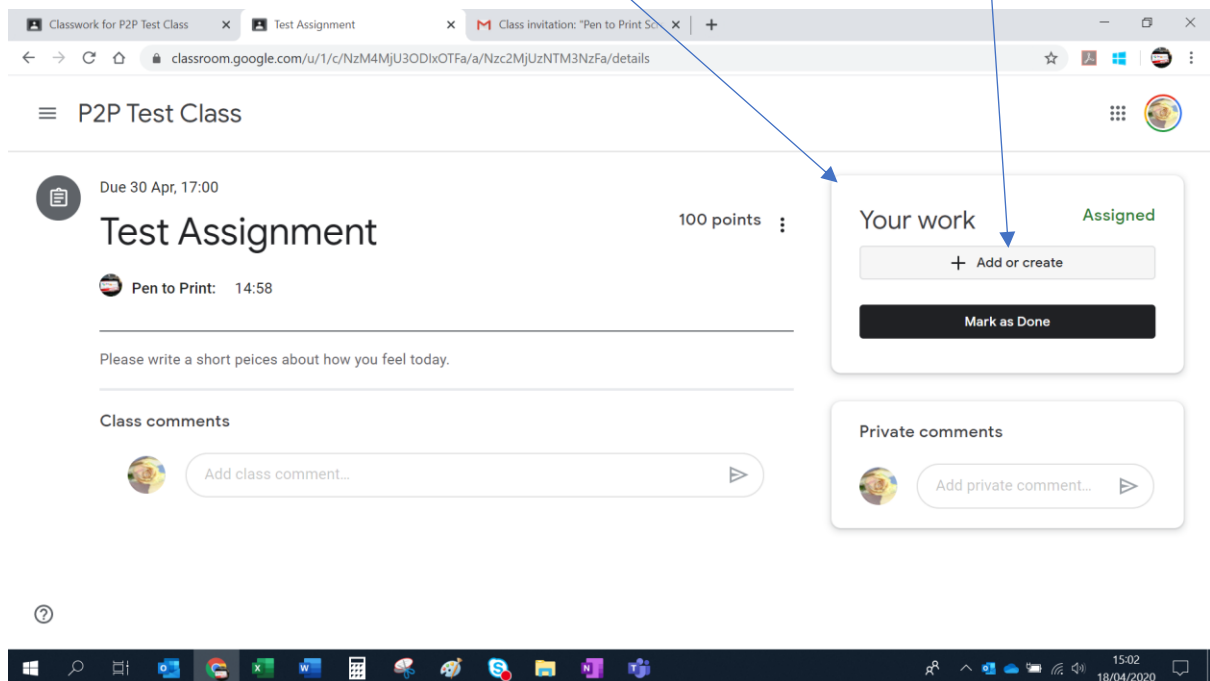 Classwork for P2P Test Class
Test Assignment
Class invitation: "Pen to Print Sc
classroom.google.com/u/1/c/NzM4MjU3ODIxOTFa/a/Nzc2MjUzNTM3NzFa/details
P2P Test Class
Due 30 Apr, 17:00
Test Assignment
100 points
Pen to Print: 14:58
Please write a short peices about how you feel today.
Class comments
Add class comment...
Your work
Assigned
+ Add or create
Mark as Done
Private comments
Add private comment...
15:02
18/04/2020